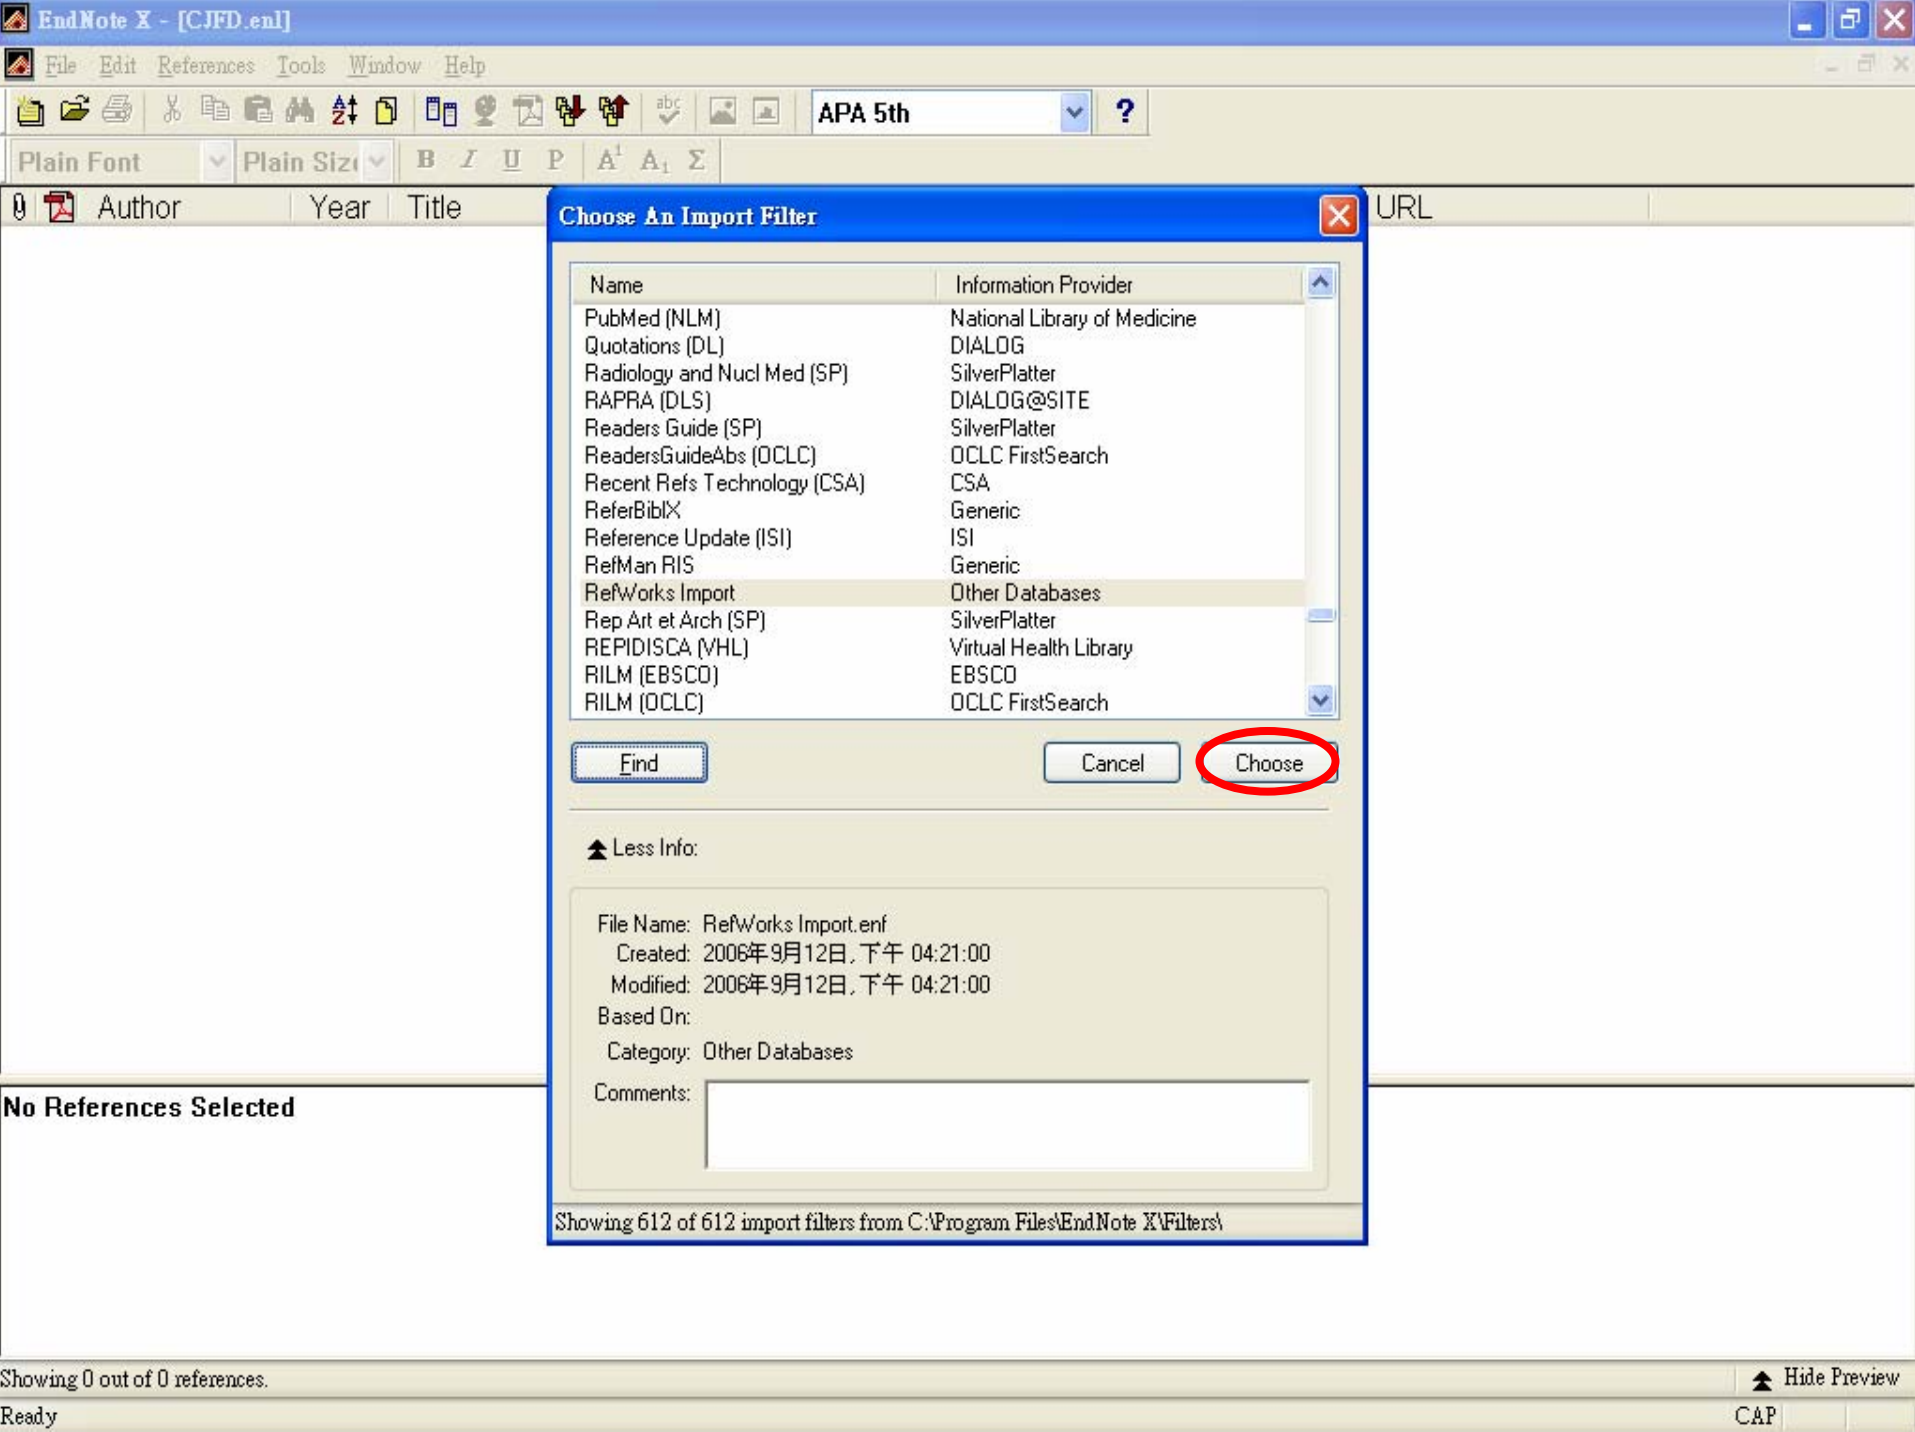 EndNote X - [CJFD.enl]
File Edit References Tools Window Help
abc
APA 5th
?
Plain Font Plain Siz B I U P A1 A1 Σ
Author Year Title URL
Choose An Import Filter
Name Information Provider
PubMed (NLM) National Library of Medicine
Quotations (DL) DIALOG
Radiology and Nucl Med (SP) SilverPlatter
RAPRA (DLS) DIALOG@SITE
Readers Guide (SP) SilverPlatter
ReadersGuideAbs (OCLC) OCLC FirstSearch
Recent Refs Technology (CSA) CSA
ReferBibIX Generic
Reference Update (ISI) ISI
RefMan RIS Generic
RefWorks Import Other Databases
Rep Art et Arch (SP) SilverPlatter
REPIDISCA (VHL) Virtual Health Library
RILM (EBSCO) EBSCO
RILM (OCLC) OCLC FirstSearch
Find Cancel Choose
Less Info:
File Name: RefWorks Import.enf
Created: 2006年9月12日, 下午 04:21:00
Modified: 2006年9月12日, 下午 04:21:00
Based On:
Category: Other Databases
Comments:
Showing 612 of 612 import filters from C:\Program Files\EndNote X\Filters\
No References Selected
Showing 0 out of 0 references. Hide Preview
Ready CAP